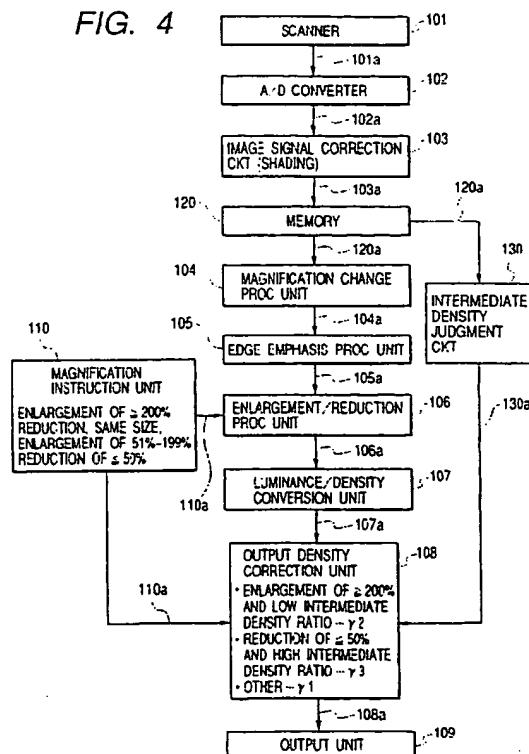 FIG. 4
SCANNER
101
101a
A/D CONVERTER
102
102a
IMAGE SIGNAL CORRECTION
CKT (SHADING)
103
103a
120
MEMORY
120a
120a
104
MAGNIFICATION CHANGE
PROC UNIT
130
INTERMEDIATE
DENSITY
JUDGMENT
CKT
104a
105
EDGE EMPHASIS PROC UNIT
105a
110
MAGNIFICATION
INSTRUCTION UNIT
ENLARGEMENT OF ≥ 200%
REDUCTION, SAME SIZE,
ENLARGEMENT OF 51%-199%
REDUCTION OF ≤ 50%
110a
ENLARGEMENT/REDUCTION
PROC UNIT
106
106a
130a
LUMINANCE/DENSITY
CONVERSION UNIT
107
107a
110a
OUTPUT DENSITY
CORRECTION UNIT
• ENLARGEMENT OF ≥ 200%
AND LOW INTERMEDIATE
DENSITY RATIO -- γ 2
• REDUCTION OF ≤ 50%
AND HIGH INTERMEDIATE
DENSITY RATIO -- γ 3
• OTHER -- γ 1
108
108a
OUTPUT UNIT
109